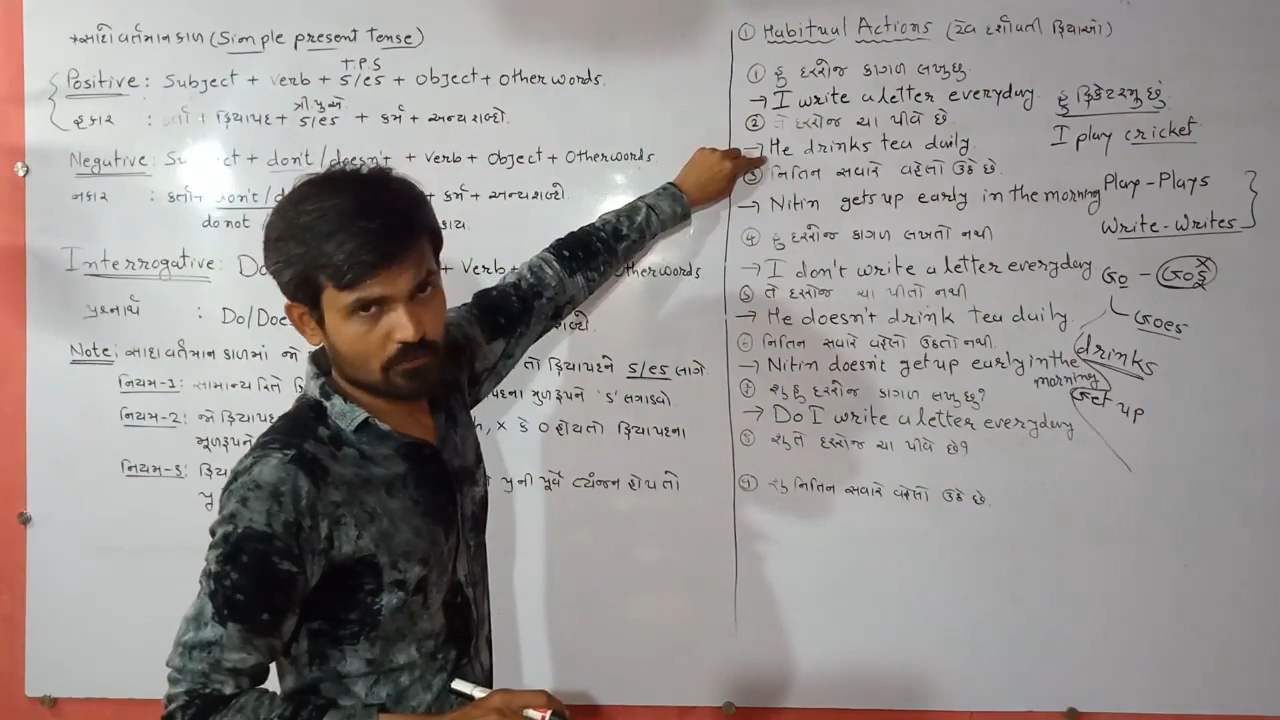 * સાદો વર્તમાનકાળ (Simple present Tense)
T.P.S
Positive : Subject + verb + s/es + object + other words.
ત્રી.પુ.એ.
હકાર : કર્તા + ક્રિયાપદ + s/es + કર્મ + અન્ય શબ્દો.
Negative : Subject + don't/doesn't + verb + Object + Other words.
નકાર : કર્તા + don't/ + કર્મ + અન્ય શબ્દો.
do not
Interrogative : Do + Verb + otherwords
પ્રશ્નાર્થ : Do/Does
Note : સાદા વર્તમાન કાળમાં જો તો ક્રિયાપદને s/es લાગે.
નિયમ-1 : સામાન્ય રીતે મુળરૂપને 's' લગાડવો.
નિયમ-2 : જો ક્રિયાપદ , x કે o હોય તો ક્રિયાપદના
મૂળરૂપને
નિયમ-3 : y ની પૂર્વે વ્યંજન હોય તો
① Habitual Actions (ટેવ દર્શાવતી ક્રિયાઓ)
① હું દરરોજ કાગળ લખુ છુ.
→ I write a letter everyday.
② તે દરરોજ ચા પીવે છે.
→ He drinks tea daily.
③ નિતિન સવારે વહેલો ઉઠે છે.
→ Nitin gets up early in the morning
④ હું દરરોજ કાગળ લખતો નથી
→ I don't write a letter everyday
⑤ તે દરરોજ ચા પીતો નથી
→ He doesn't drink tea daily.
⑥ નિતિન સવારે વહેલો ઉઠતો નથી.
→ Nitin doesn't get up early in the
morning
⑦ શુ હુ દરરોજ કાગળ લખુ છુ?
→ Do I write a letter everyday
⑧ શુ તે દરરોજ ચા પીવે છે?
⑨ શુ નિતિન સવારે વહેલો ઉઠે છે.
હું ક્રિકેટ રમુ છું.
I play cricket
Play - Plays
Write - Writes
Go - Gos
x
Goes
drinks
Get up